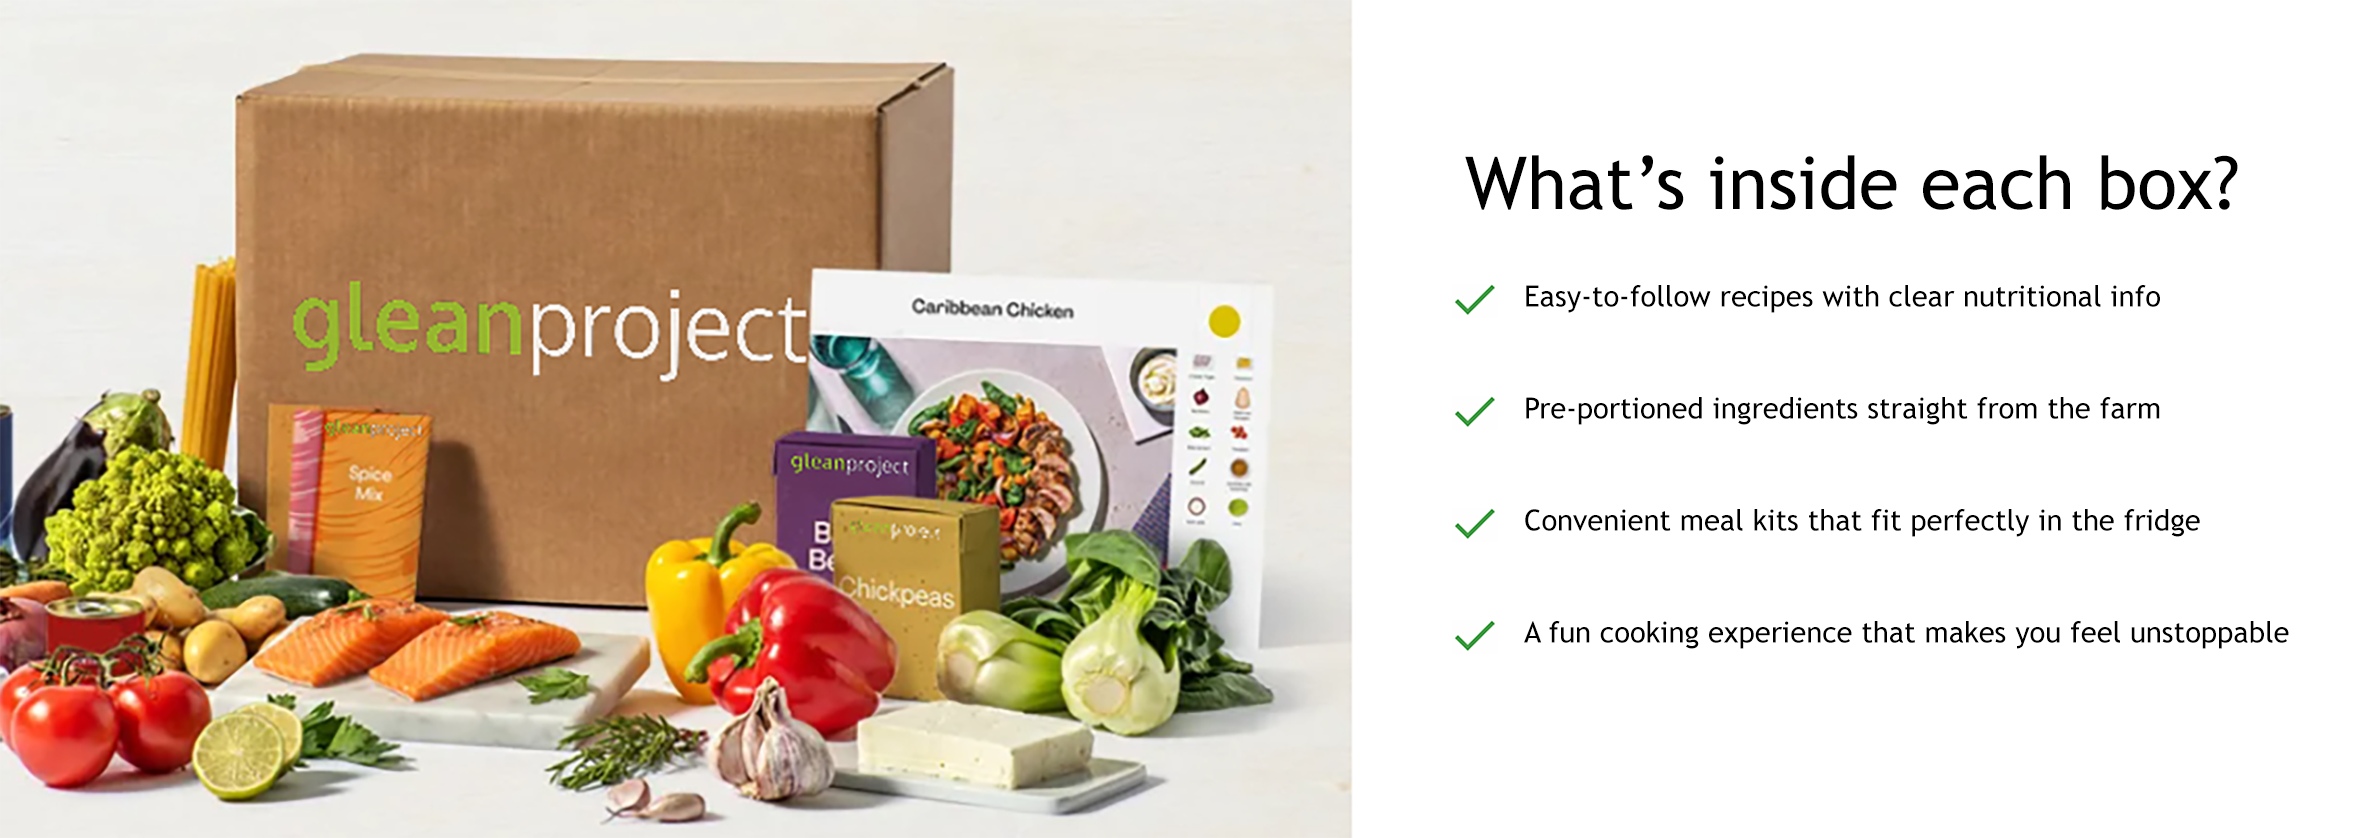 gleanproject
Caribbean Chicken
gleanproject
Spice
Mix
gleanproject
gleanproject
Chickpeas
What’s inside each box?
Easy-to-follow recipes with clear nutritional info
Pre-portioned ingredients straight from the farm
Convenient meal kits that fit perfectly in the fridge
A fun cooking experience that makes you feel unstoppable